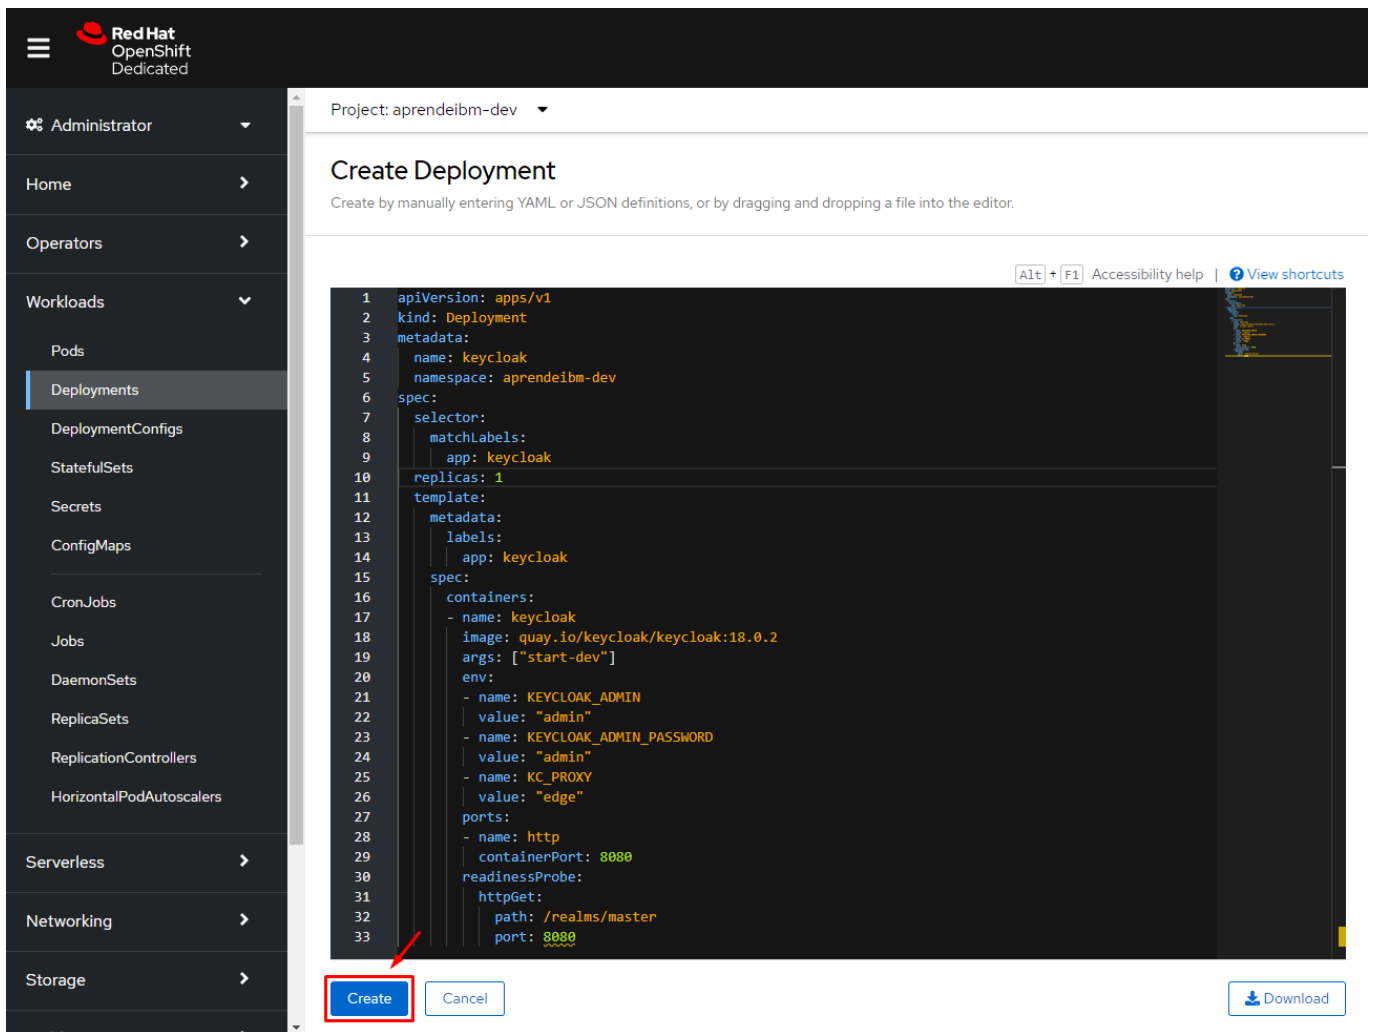 Red Hat
OpenShift
Dedicated
Administrator
Home
Operators
Workloads
Pods
Deployments
DeploymentConfigs
StatefulSets
Secrets
ConfigMaps
CronJobs
Jobs
DaemonSets
ReplicaSets
ReplicationControllers
HorizontalPodAutoscalers
Serverless
Networking
Storage
Project: aprendeibm-dev
Create Deployment
Create by manually entering YAML or JSON definitions, or by dragging and dropping a file into the editor.
Alt + F1 Accessibility help | View shortcuts
1 apiVersion: apps/v1
2 kind: Deployment
3 metadata:
4 name: keycloak
5 namespace: aprendeibm-dev
6 spec:
7 selector:
8 matchLabels:
9 app: keycloak
10 replicas: 1
11 template:
12 metadata:
13 labels:
14 app: keycloak
15 spec:
16 containers:
17 - name: keycloak
18 image: quay.io/keycloak/keycloak:18.0.2
19 args: ["start-dev"]
20 env:
21 - name: KEYCLOAK_ADMIN
22 value: "admin"
23 - name: KEYCLOAK_ADMIN_PASSWORD
24 value: "admin"
25 - name: KC_PROXY
26 value: "edge"
27 ports:
28 - name: http
29 containerPort: 8080
30 readinessProbe:
31 httpGet:
32 path: /realms/master
33 port: 8080
Create
Cancel
Download